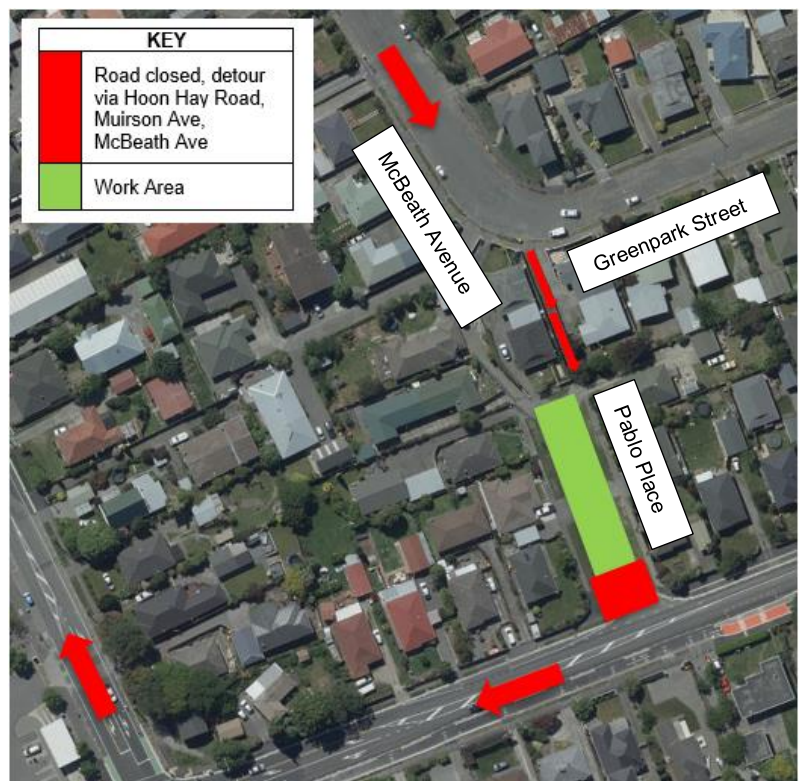 KEY
Road closed, detour
via Hoon Hay Road,
Muirson Ave,
McBeath Ave
Work Area
McBeath Avenue
Greenpark Street
Pablo Place